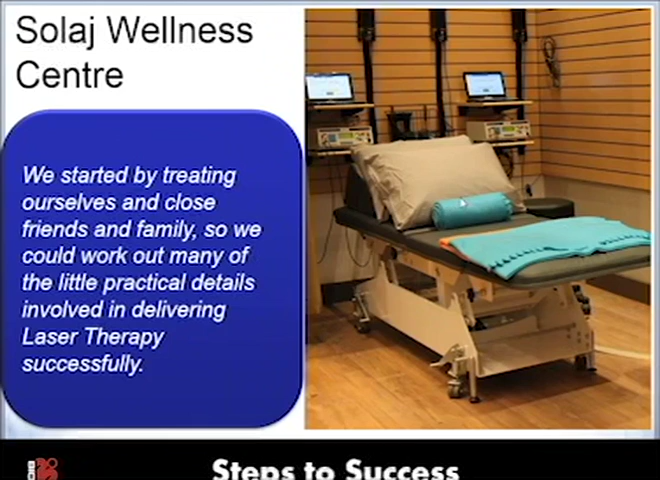 Solaj Wellness
Centre
We started by treating
ourselves and close
friends and family, so we
could work out many of
the little practical details
involved in delivering
Laser Therapy
successfully.
Steps to Success